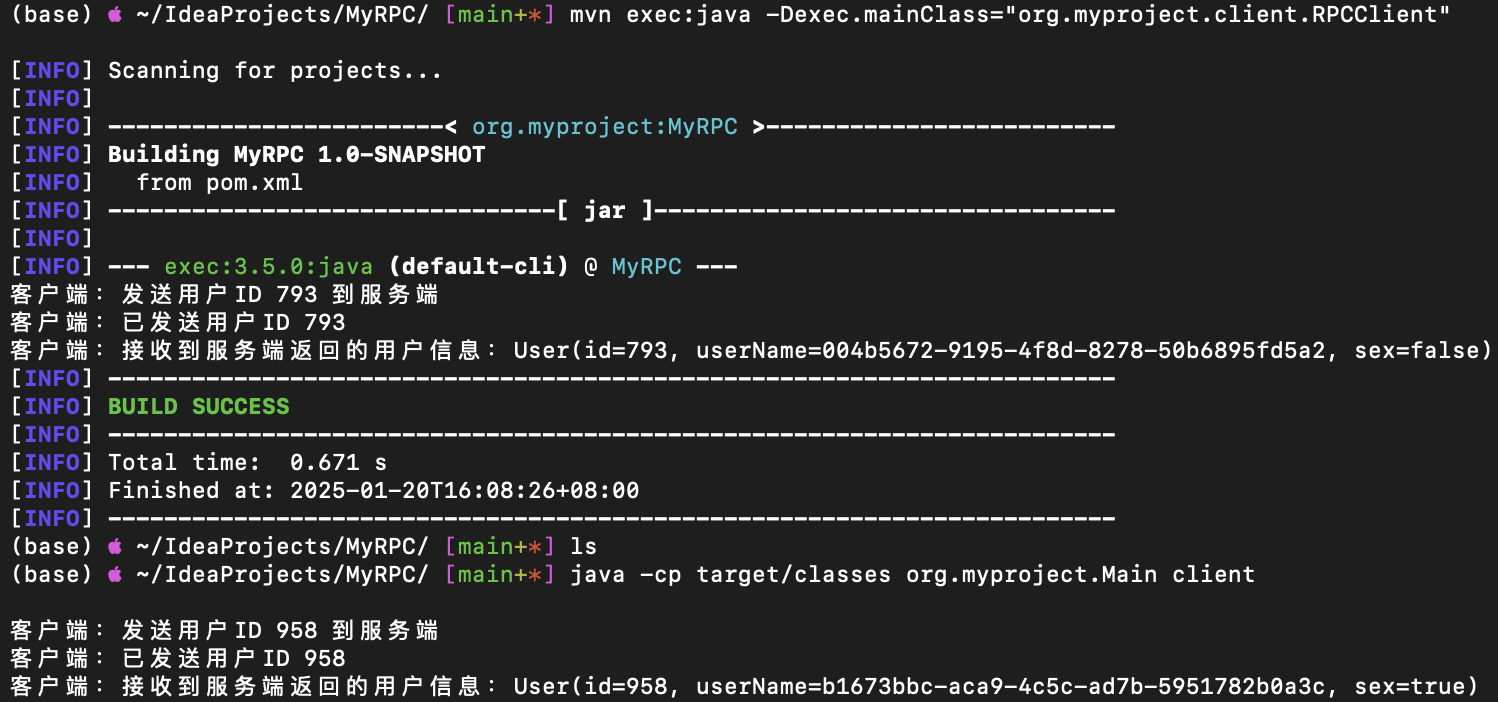 (base) ~/IdeaProjects/MyRPC/ [main+*] mvn exec:java -Dexec.mainClass="org.myproject.client.RPCClient"
[INFO] Scanning for projects...
[INFO]
[INFO] ------------------------< org.myproject:MyRPC >-------------------------
[INFO] Building MyRPC 1.0-SNAPSHOT
[INFO]   from pom.xml
[INFO] --------------------------------[ jar ]---------------------------------
[INFO]
[INFO] --- exec:3.5.0:java (default-cli) @ MyRPC ---
客户端：发送用户ID 793 到服务端
客户端：已发送用户ID 793
客户端：接收到服务端返回的用户信息：User(id=793, userName=004b5672-9195-4f8d-8278-50b6895fd5a2, sex=false)
[INFO] ------------------------------------------------------------------------
[INFO] BUILD SUCCESS
[INFO] ------------------------------------------------------------------------
[INFO] Total time:  0.671 s
[INFO] Finished at: 2025-01-20T16:08:26+08:00
[INFO] ------------------------------------------------------------------------
(base) ~/IdeaProjects/MyRPC/ [main+*] ls
(base) ~/IdeaProjects/MyRPC/ [main+*] java -cp target/classes org.myproject.Main client
客户端：发送用户ID 958 到服务端
客户端：已发送用户ID 958
客户端：接收到服务端返回的用户信息：User(id=958, userName=b1673bbc-aca9-4c5c-ad7b-5951782b0a3c, sex=true)